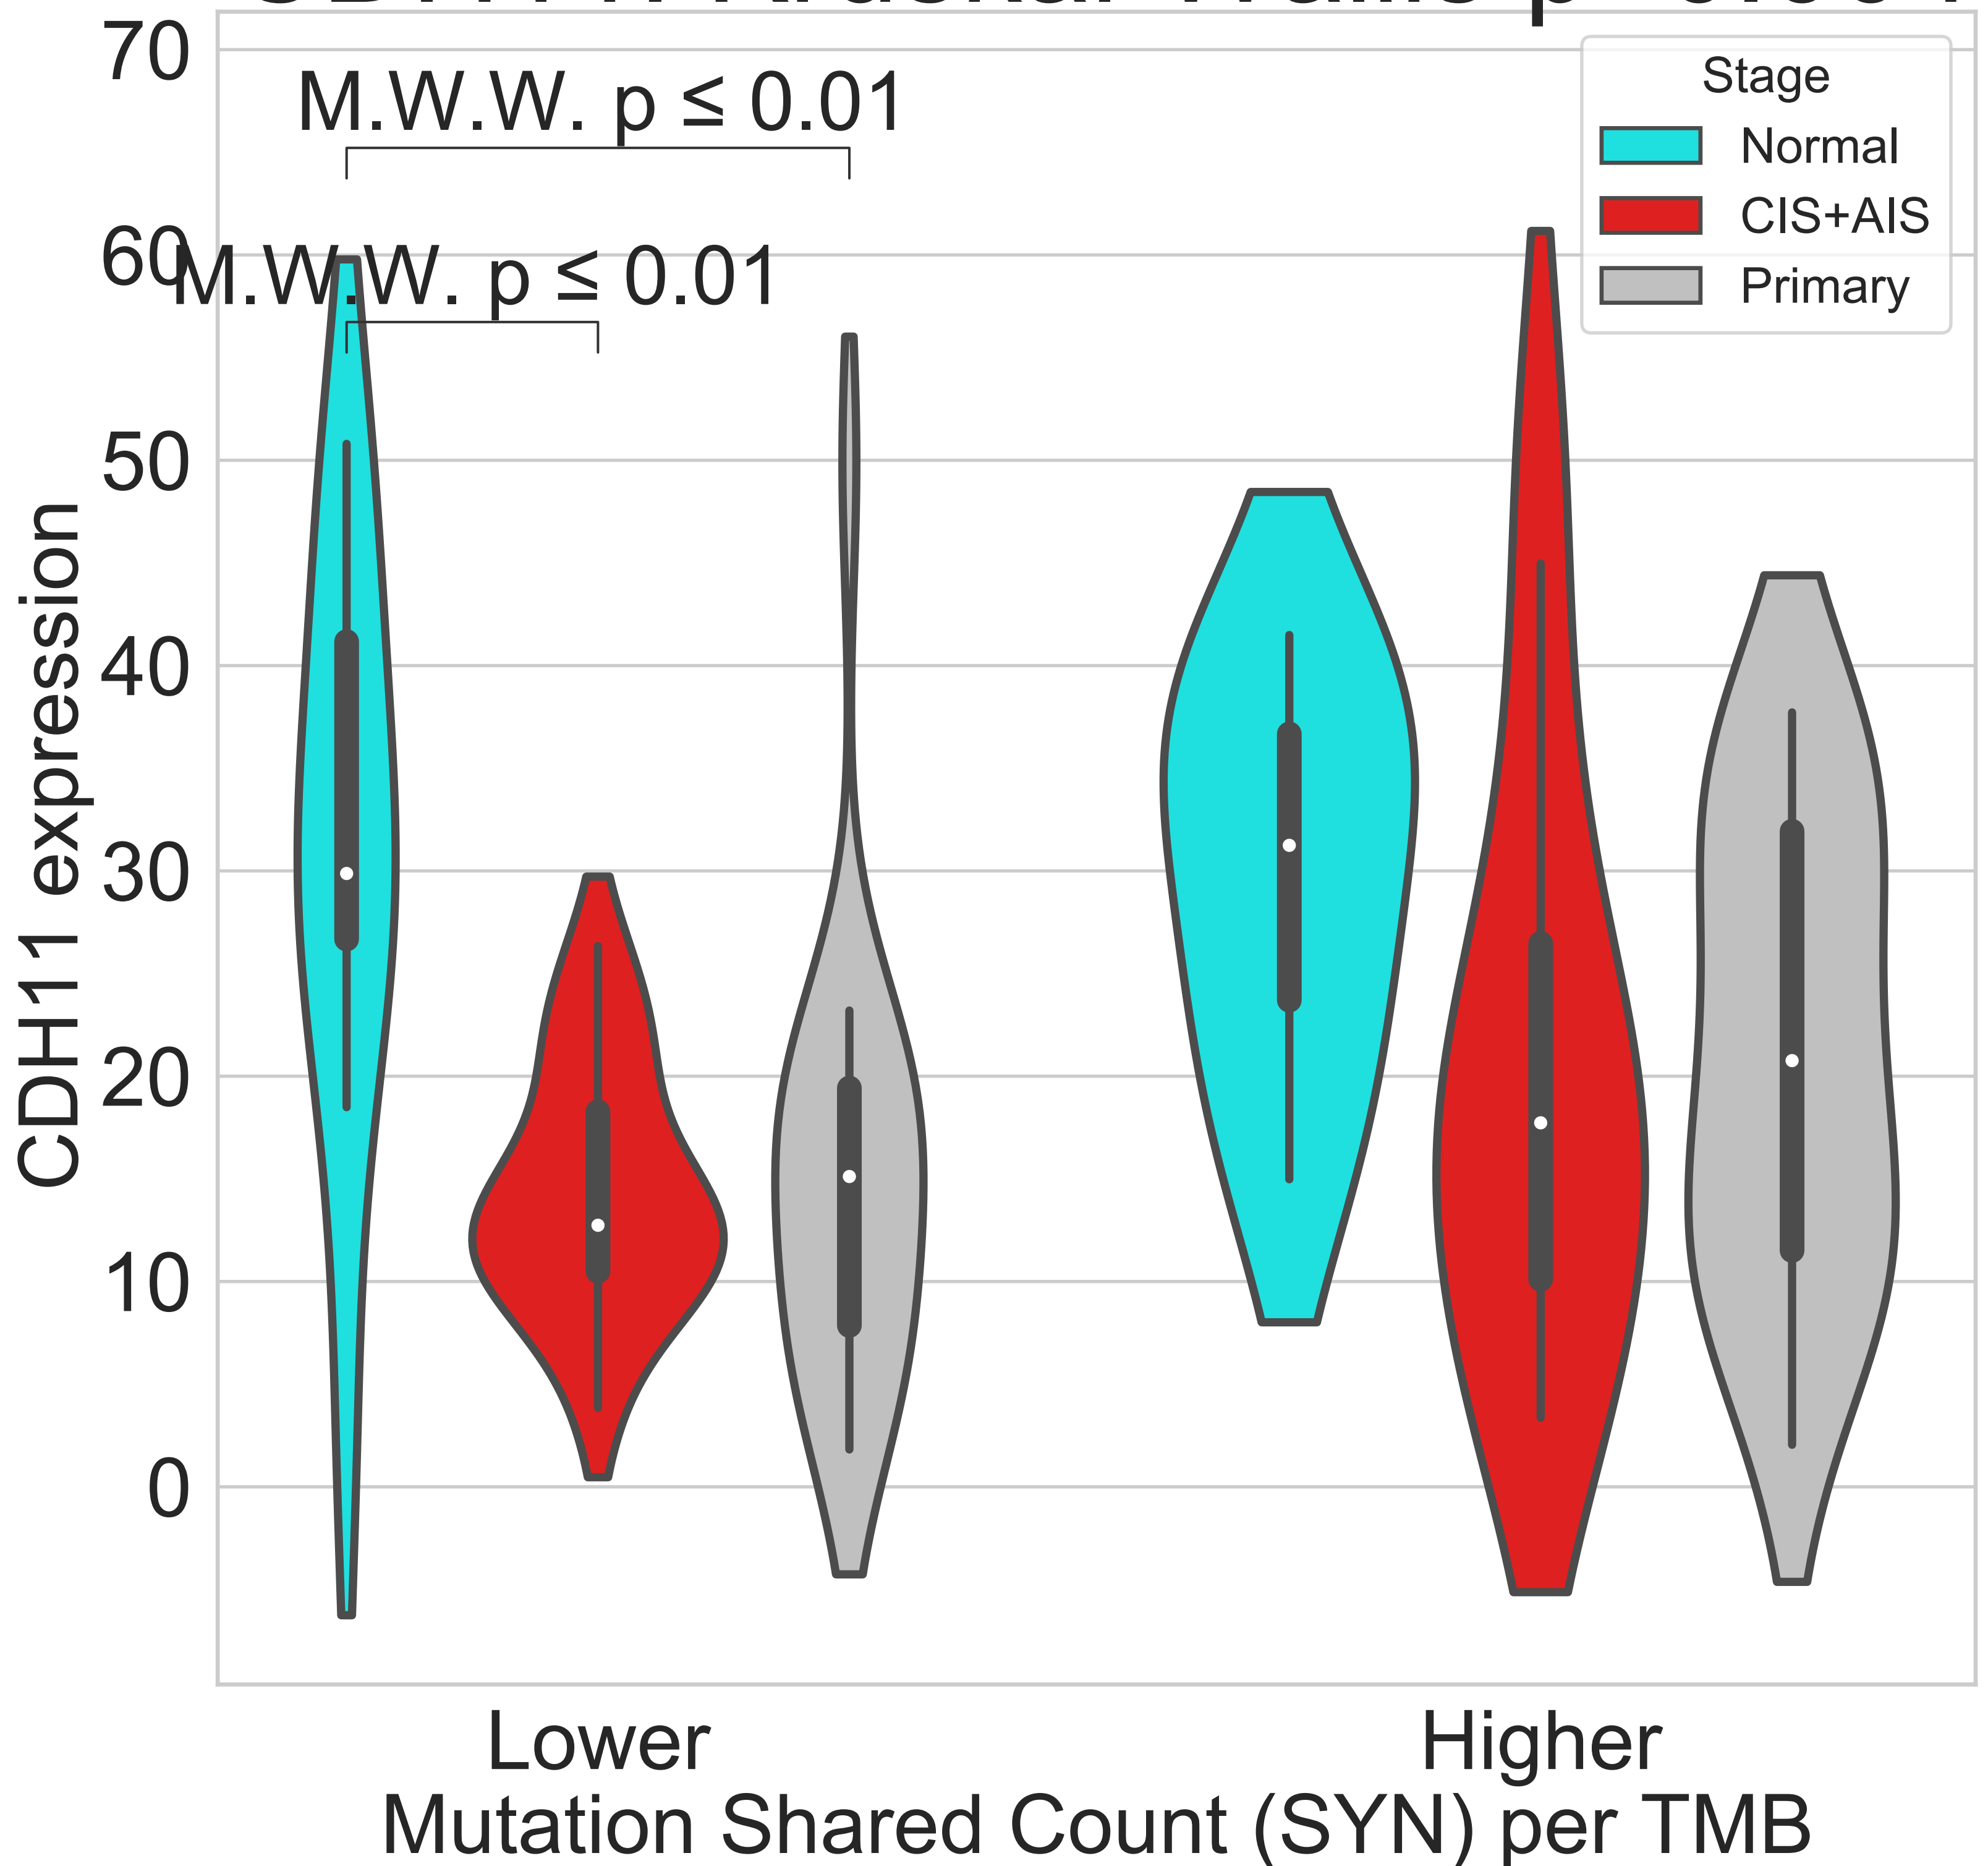 70
M.W.W. p ≤ 0.01
Stage
Normal
CIS+AIS
Primary
60
M.W.W. p ≤ 0.01
50
40
30
20
10
0
CDH11 expression
Lower
Higher
Mutation Shared Count (SYN) per TMB